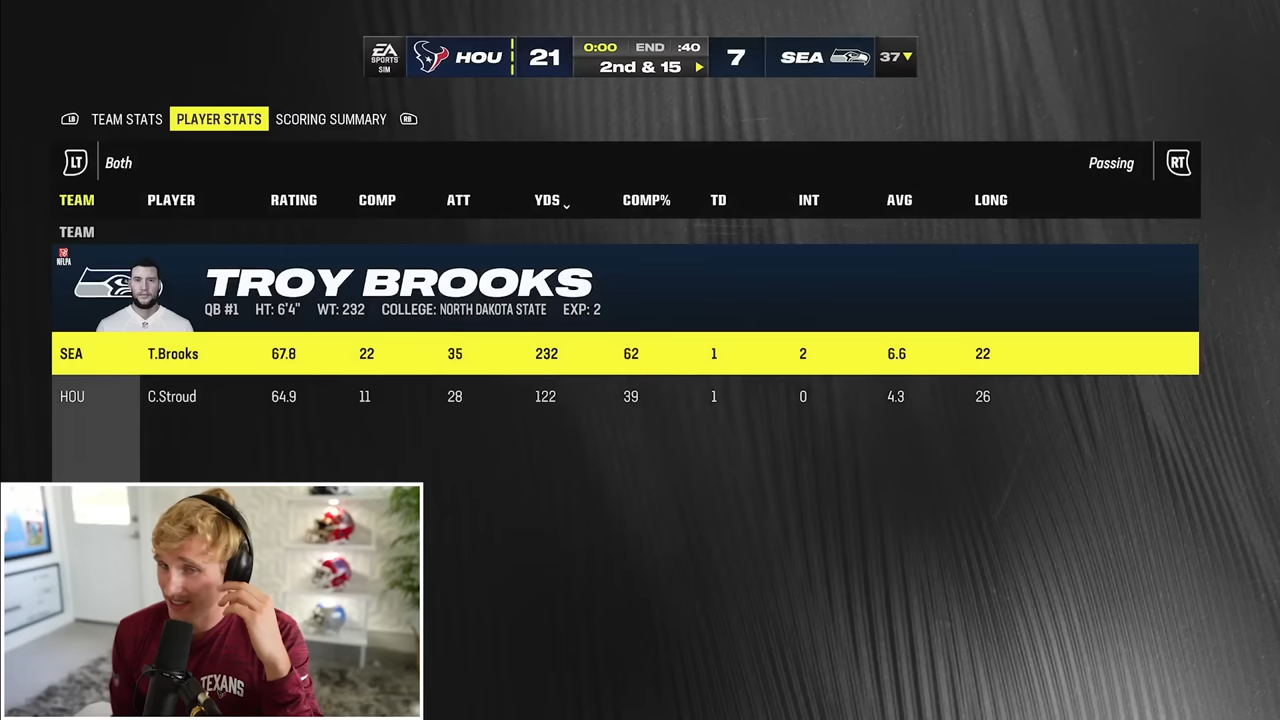 EA SPORTS SIM HOU 21 0:00 END :40 2nd & 15 7 SEA 37
LB TEAM STATS PLAYER STATS SCORING SUMMARY RB
LT Both Passing RT
TEAM PLAYER RATING COMP ATT YDS COMP% TD INT AVG LONG
TEAM
NFLPA
TROY BROOKS
QB #1 HT: 6'4" WT: 232 COLLEGE: NORTH DAKOTA STATE EXP: 2
SEA T.Brooks 67.8 22 35 232 62 1 2 6.6 22
HOU C.Stroud 64.9 11 28 122 39 1 0 4.3 26
TEXANS